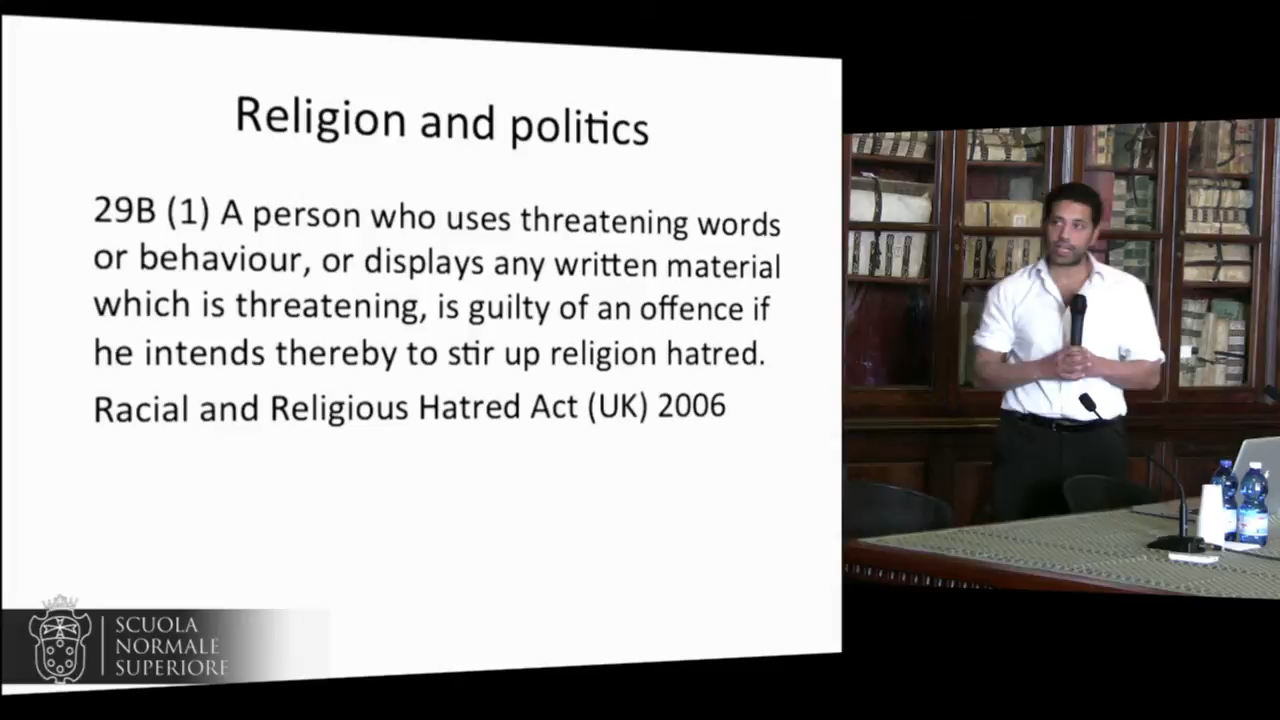 Religion and politics
29B (1) A person who uses threatening words
or behaviour, or displays any written material
which is threatening, is guilty of an offence if
he intends thereby to stir up religion hatred.
Racial and Religious Hatred Act (UK) 2006
SCUOLA
NORMALE
SUPERIORE